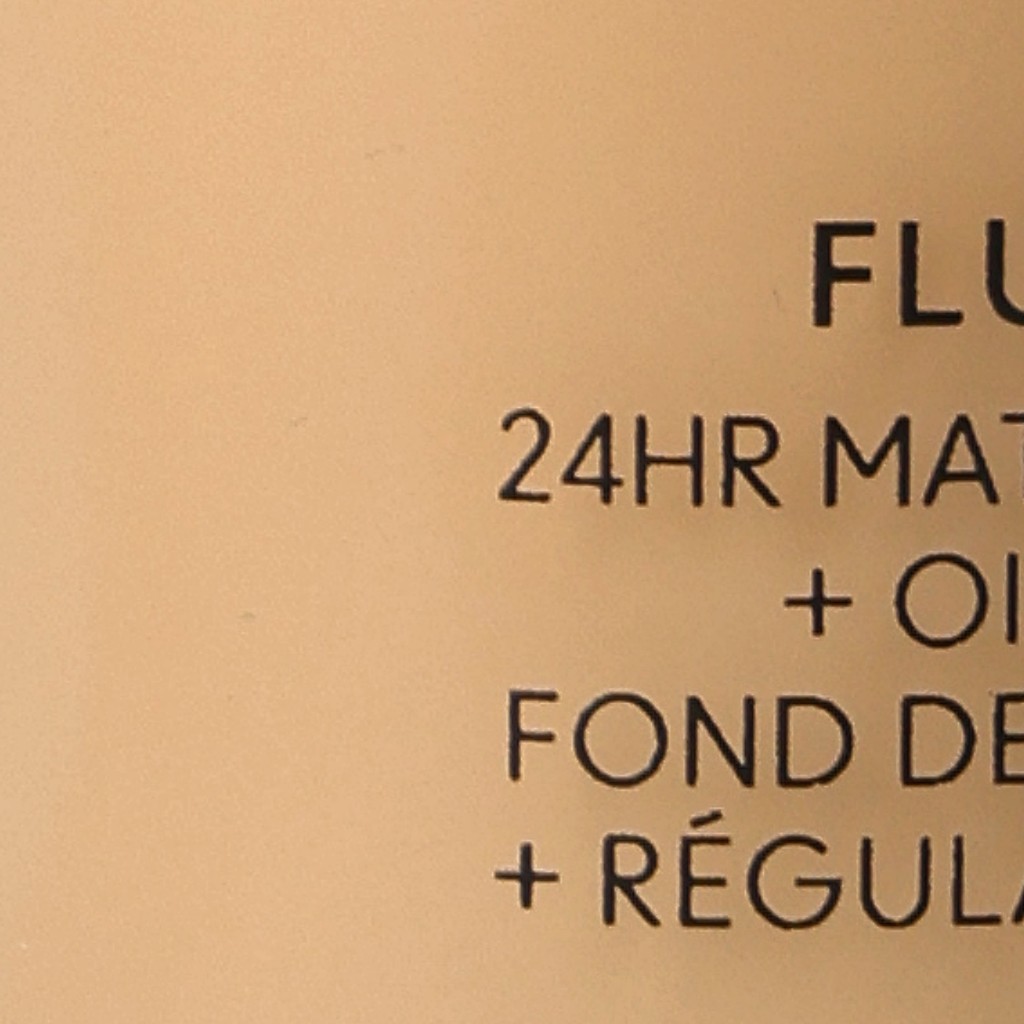 FLU
24HR MAT
+ OI
FOND DE
+ RÉGULA